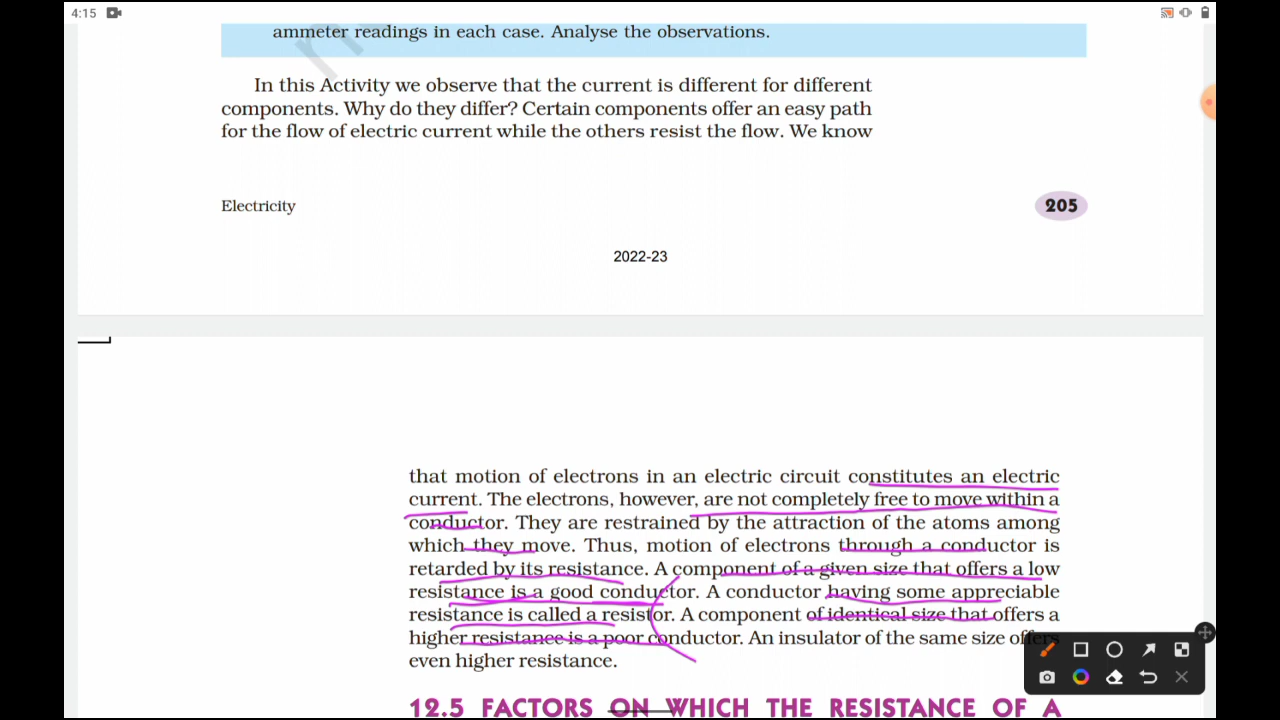 4:15
ammeter readings in each case. Analyse the observations.
In this Activity we observe that the current is different for different
components. Why do they differ? Certain components offer an easy path
for the flow of electric current while the others resist the flow. We know
Electricity
205
2022-23
that motion of electrons in an electric circuit constitutes an electric
current. The electrons, however, are not completely free to move within a
conductor. They are restrained by the attraction of the atoms among
which they move. Thus, motion of electrons through a conductor is
retarded by its resistance. A component of a given size that offers a low
resistance is a good conductor. A conductor having some appreciable
resistance is called a resistor. A component of identical size that offers a
higher resistance is a poor conductor. An insulator of the same size offers
even higher resistance.
12.5 FACTORS ON WHICH THE RESISTANCE OF A